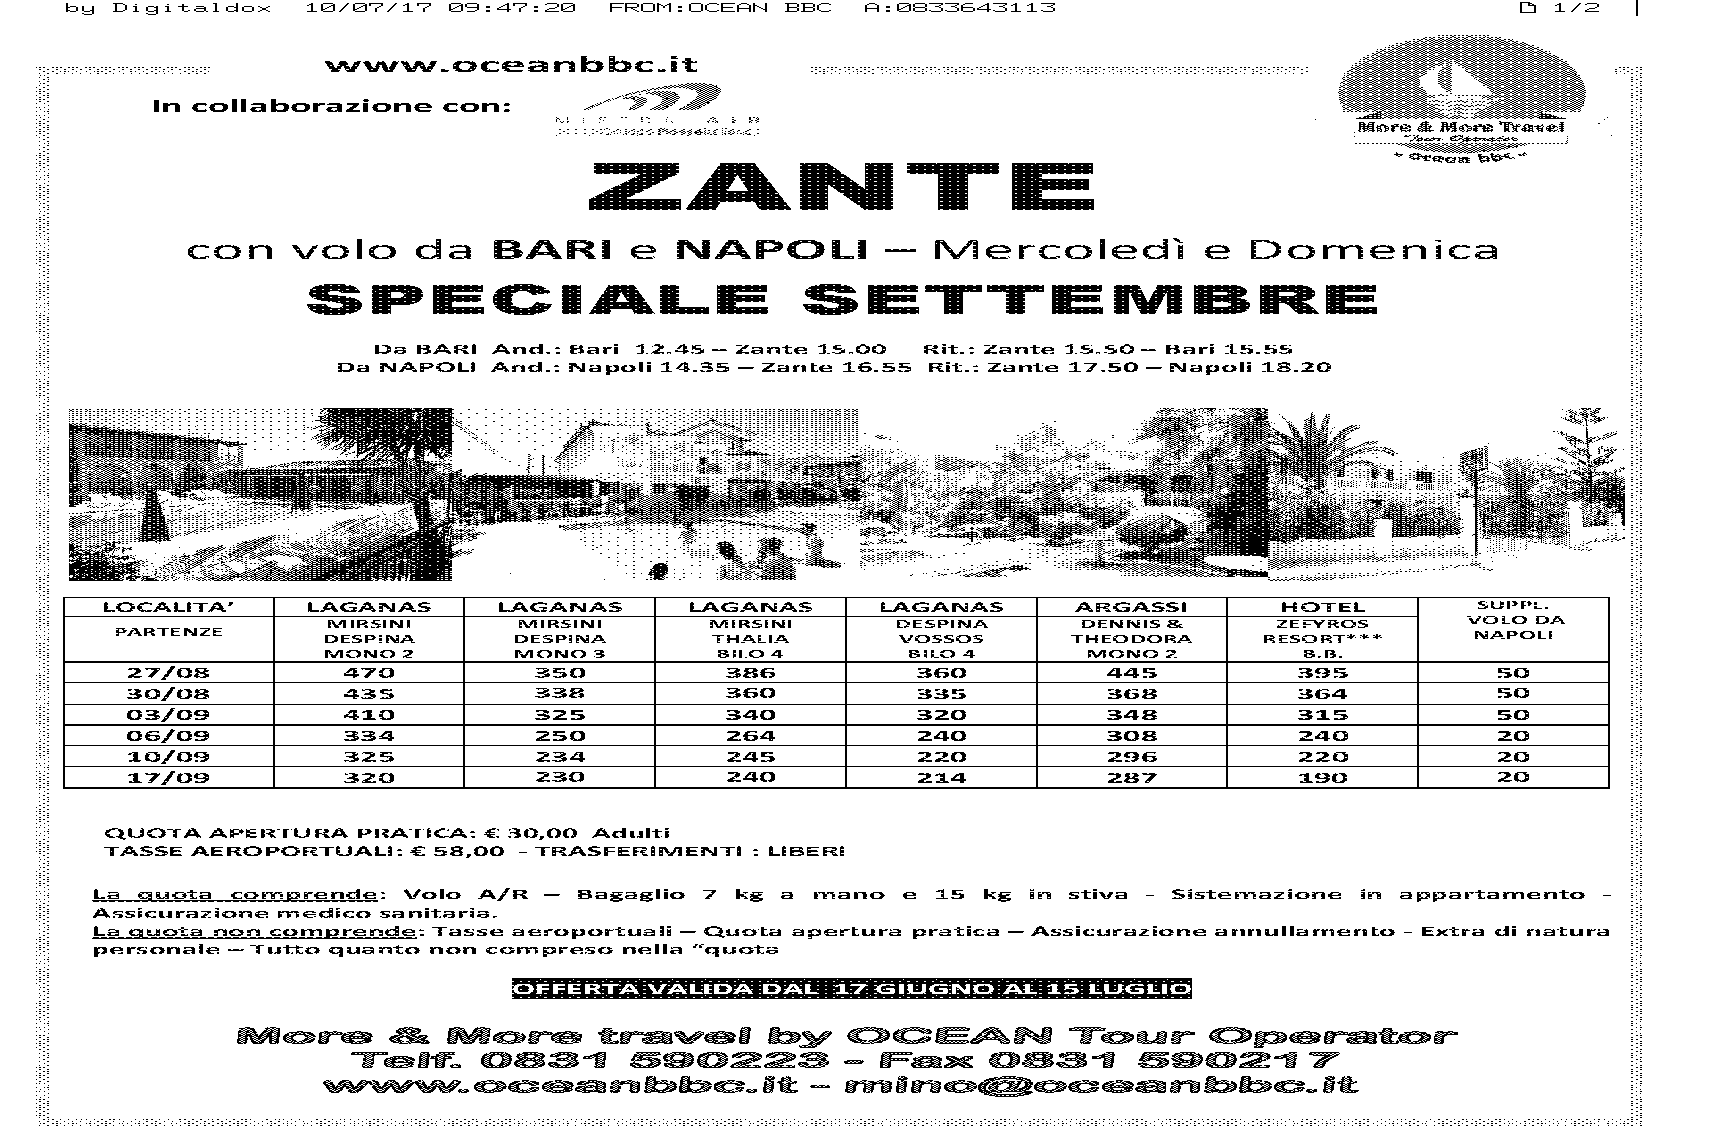 by Digitaldox 10/07/17 09:47:20 FROM:OCEAN BBC A:0833643113 1/2
www.oceanbbc.it
In collaborazione con:
More & More Travel
Tour Operator
"Ocean bbc"
ZANTE
con volo da BARI e NAPOLI – Mercoledì e Domenica
SPECIALE SETTEMBRE
Da BARI And.: Bari 12.45 – Zante 15.00 Rit.: Zante 15.50 – Bari 15.55
Da NAPOLI And.: Napoli 14.35 – Zante 16.55 Rit.: Zante 17.50 – Napoli 18.20
LOCALITA' LAGANAS LAGANAS LAGANAS LAGANAS ARGASSI HOTEL SUPPL. VOLO DA NAPOLI
PARTENZE MIRSINI DESPINA MONO 2 MIRSINI DESPINA MONO 3 MIRSINI THALIA BILO 4 DESPINA VOSSOS BILO 4 DENNIS & THEODORA MONO 2 ZEFYROS RESORT*** B.B.
27/08 470 350 386 360 445 395 50
30/08 435 338 360 335 368 364 50
03/09 410 325 340 320 348 315 50
06/09 334 250 264 240 308 240 20
10/09 325 234 245 220 296 220 20
17/09 320 230 240 214 287 190 20
QUOTA APERTURA PRATICA: € 30,00 Adulti
TASSE AEROPORTUALI: € 58,00 - TRASFERIMENTI : LIBERI
La quota comprende: Volo A/R – Bagaglio 7 kg a mano e 15 kg in stiva - Sistemazione in appartamento -
Assicurazione medico sanitaria.
La quota non comprende: Tasse aeroportuali – Quota apertura pratica – Assicurazione annullamento - Extra di natura
personale – Tutto quanto non compreso nella "quota
OFFERTA VALIDA DAL 17 GIUGNO AL 15 LUGLIO
More & More travel by OCEAN Tour Operator
Telf. 0831 590223 - Fax 0831 590217
www.oceanbbc.it - mino@oceanbbc.it